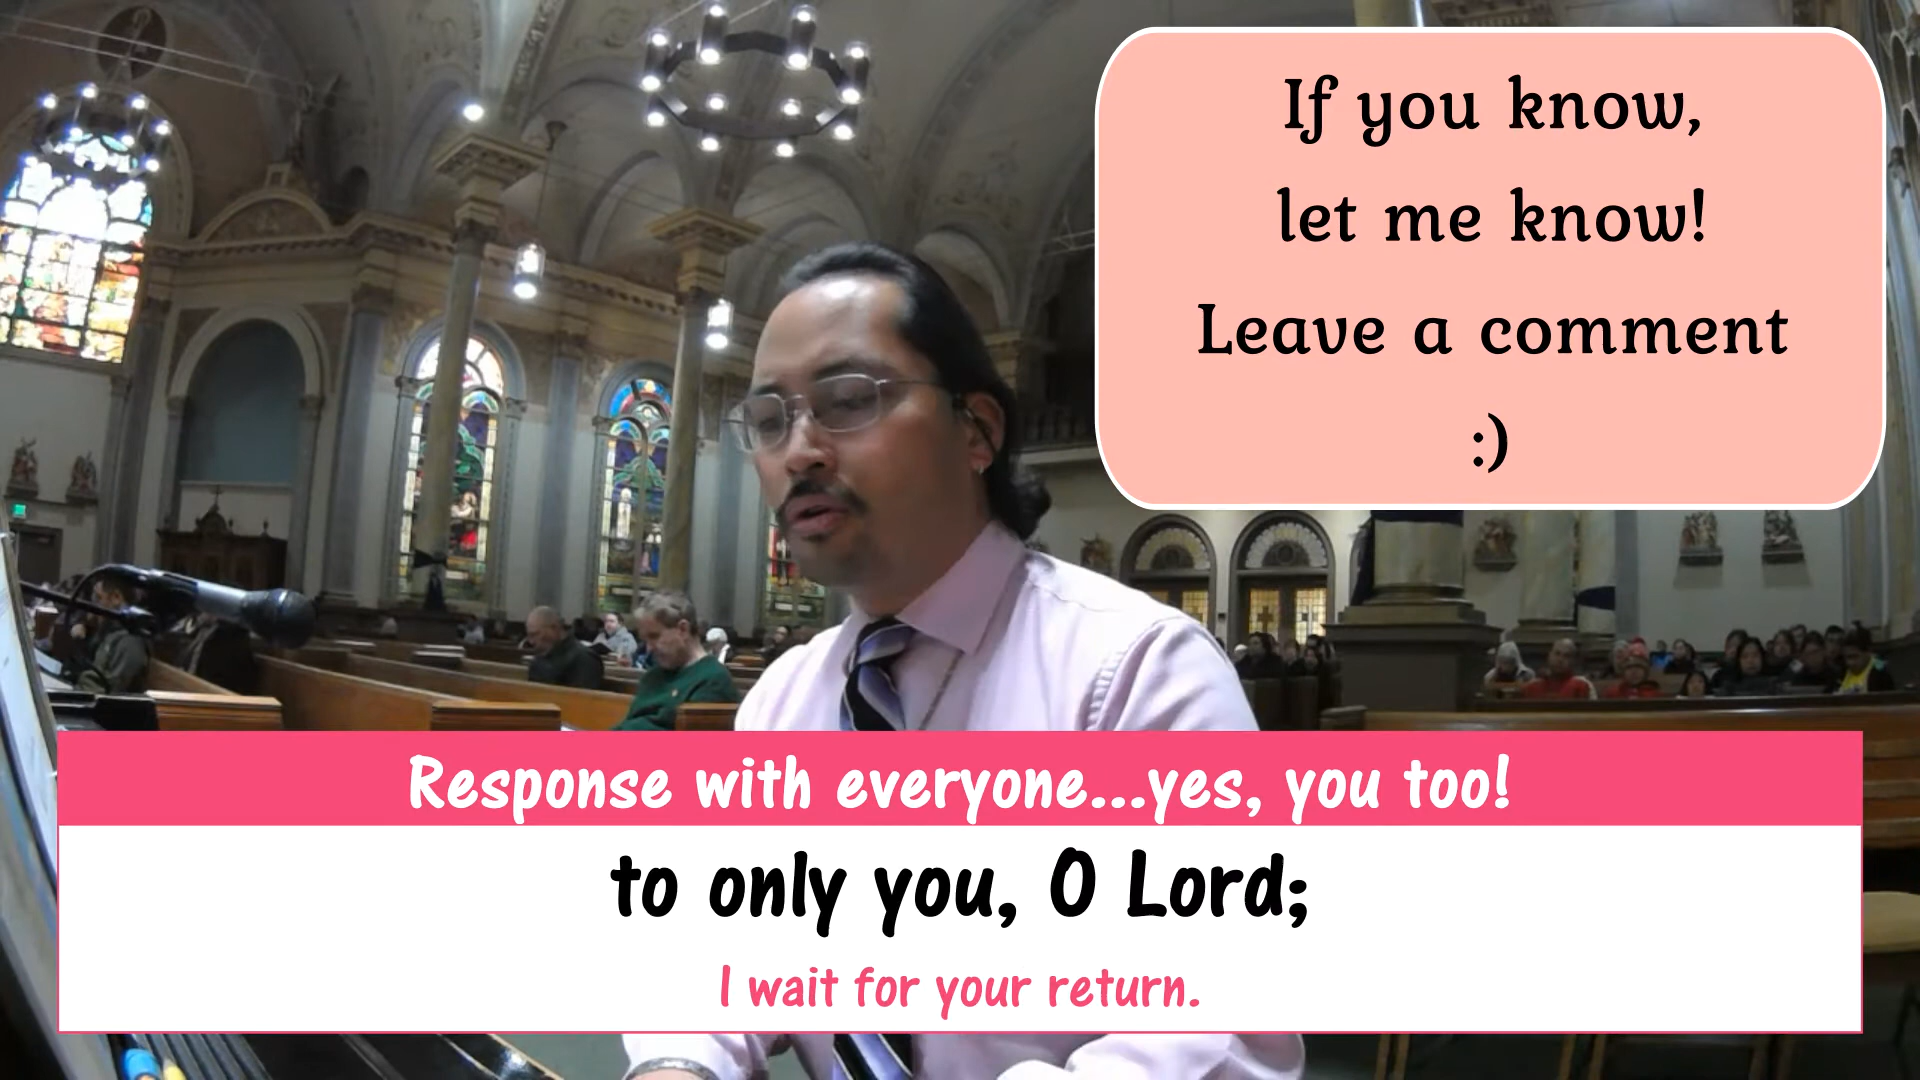 If you know,
let me know!
Leave a comment
:)
Response with everyone...yes, you too!
to only you, O Lord;
I wait for your return.